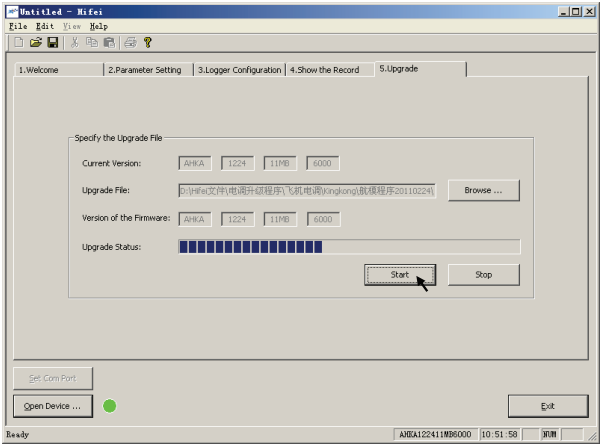 Untitled - Hifei
File Edit View Help
1.Welcome 2.Parameter Setting 3.Logger Configuration 4.Show the Record 5.Upgrade
Specify the Upgrade File
Current Version: AHKA 1224 11MB 6000
Upgrade File: D:\Hifei文件\电调升级程序\飞机电调\Kingkong\航模程序20110224\ Browse ...
Version of the Firmware: AHKA 1224 11MB 6000
Upgrade Status:
Start Stop
Set Com Port
Open Device ... Exit
Ready AHKA122411MB6000 10:51:58 NUM